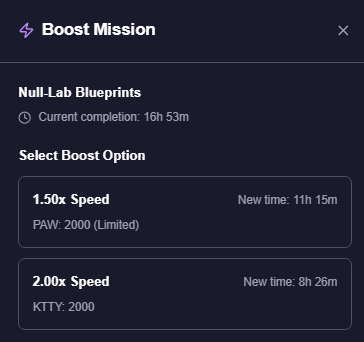 Boost Mission
Null-Lab Blueprints
Current completion: 16h 53m
Select Boost Option
1.50x Speed
New time: 11h 15m
PAW: 2000 (Limited)
2.00x Speed
New time: 8h 26m
KTTY: 2000